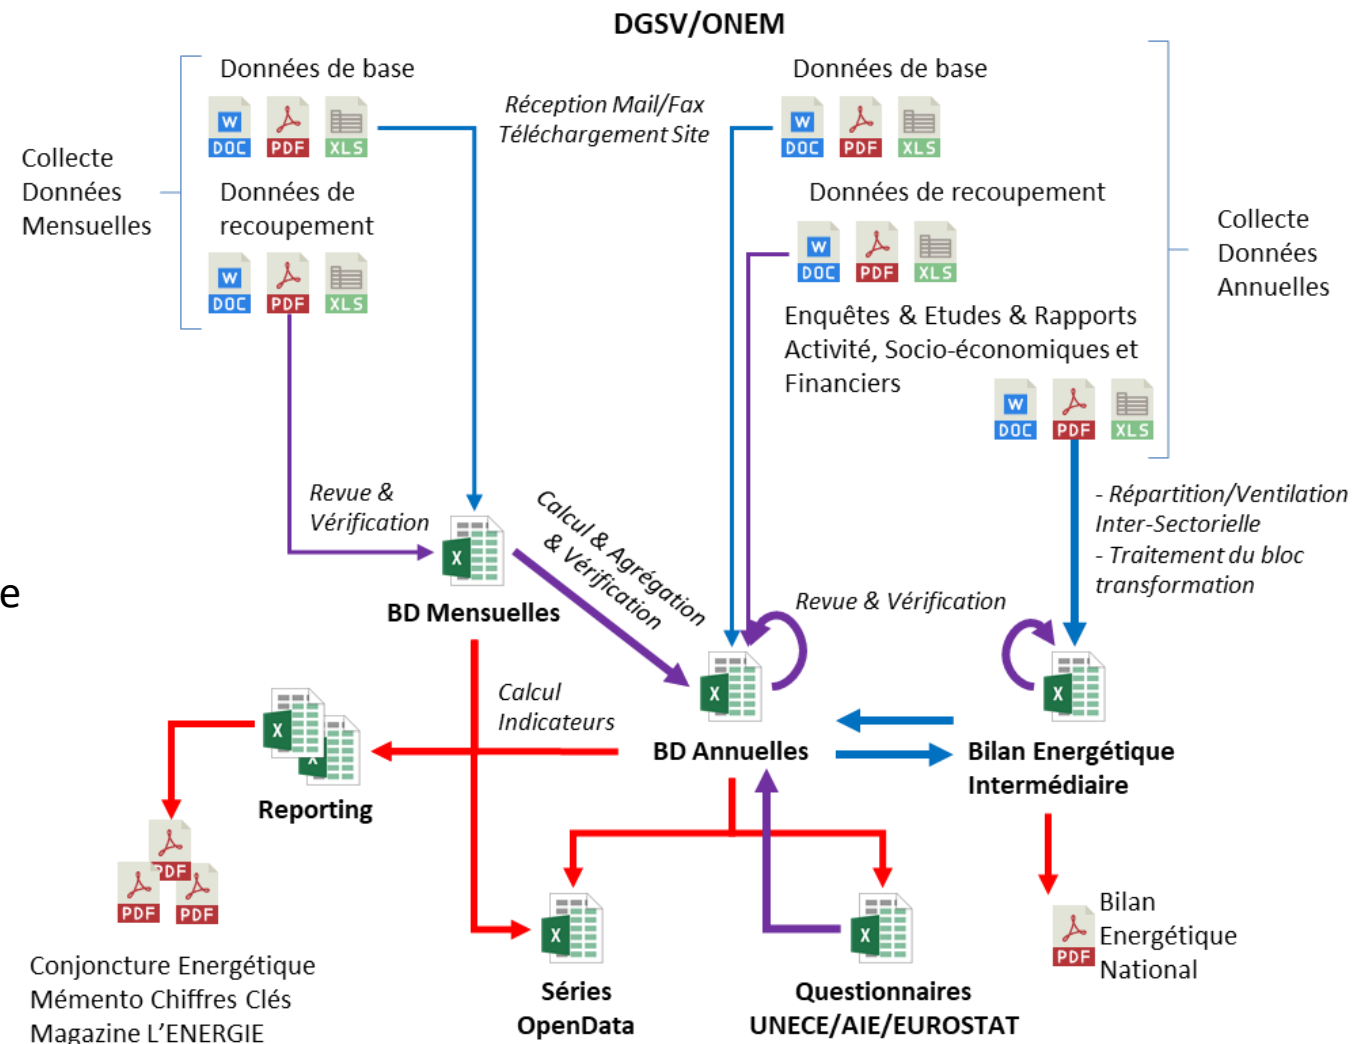 DGSV/ONEM
Données de base
W
DOC
PDF
XLS
Collecte
Données
Mensuelles
Données de
recoupement
W
DOC
PDF
XLS
Réception Mail/Fax
Téléchargement Site
Données de base
W
DOC
PDF
XLS
Données de recoupement
W
DOC
PDF
XLS
Collecte
Données
Annuelles
Enquêtes & Etudes & Rapports
Activité, Socio-économiques et
Financiers
W
DOC
PDF
XLS
Revue &
Vérification
Calcul & Agrégation
& Vérification
- Répartition/Ventilation
Inter-Sectorielle
- Traitement du bloc
transformation
X
BD Mensuelles
e
Revue & Vérification
X
BD Annuelles
X
Bilan Energétique
Intermédiaire
Calcul
Indicateurs
X
X
Reporting
PDF
PDF
PDF
Conjoncture Energétique
Mémento Chiffres Clés
Magazine L'ENERGIE
X
Séries
OpenData
X
Questionnaires
UNECE/AIE/EUROSTAT
PDF
Bilan
Energétique
National